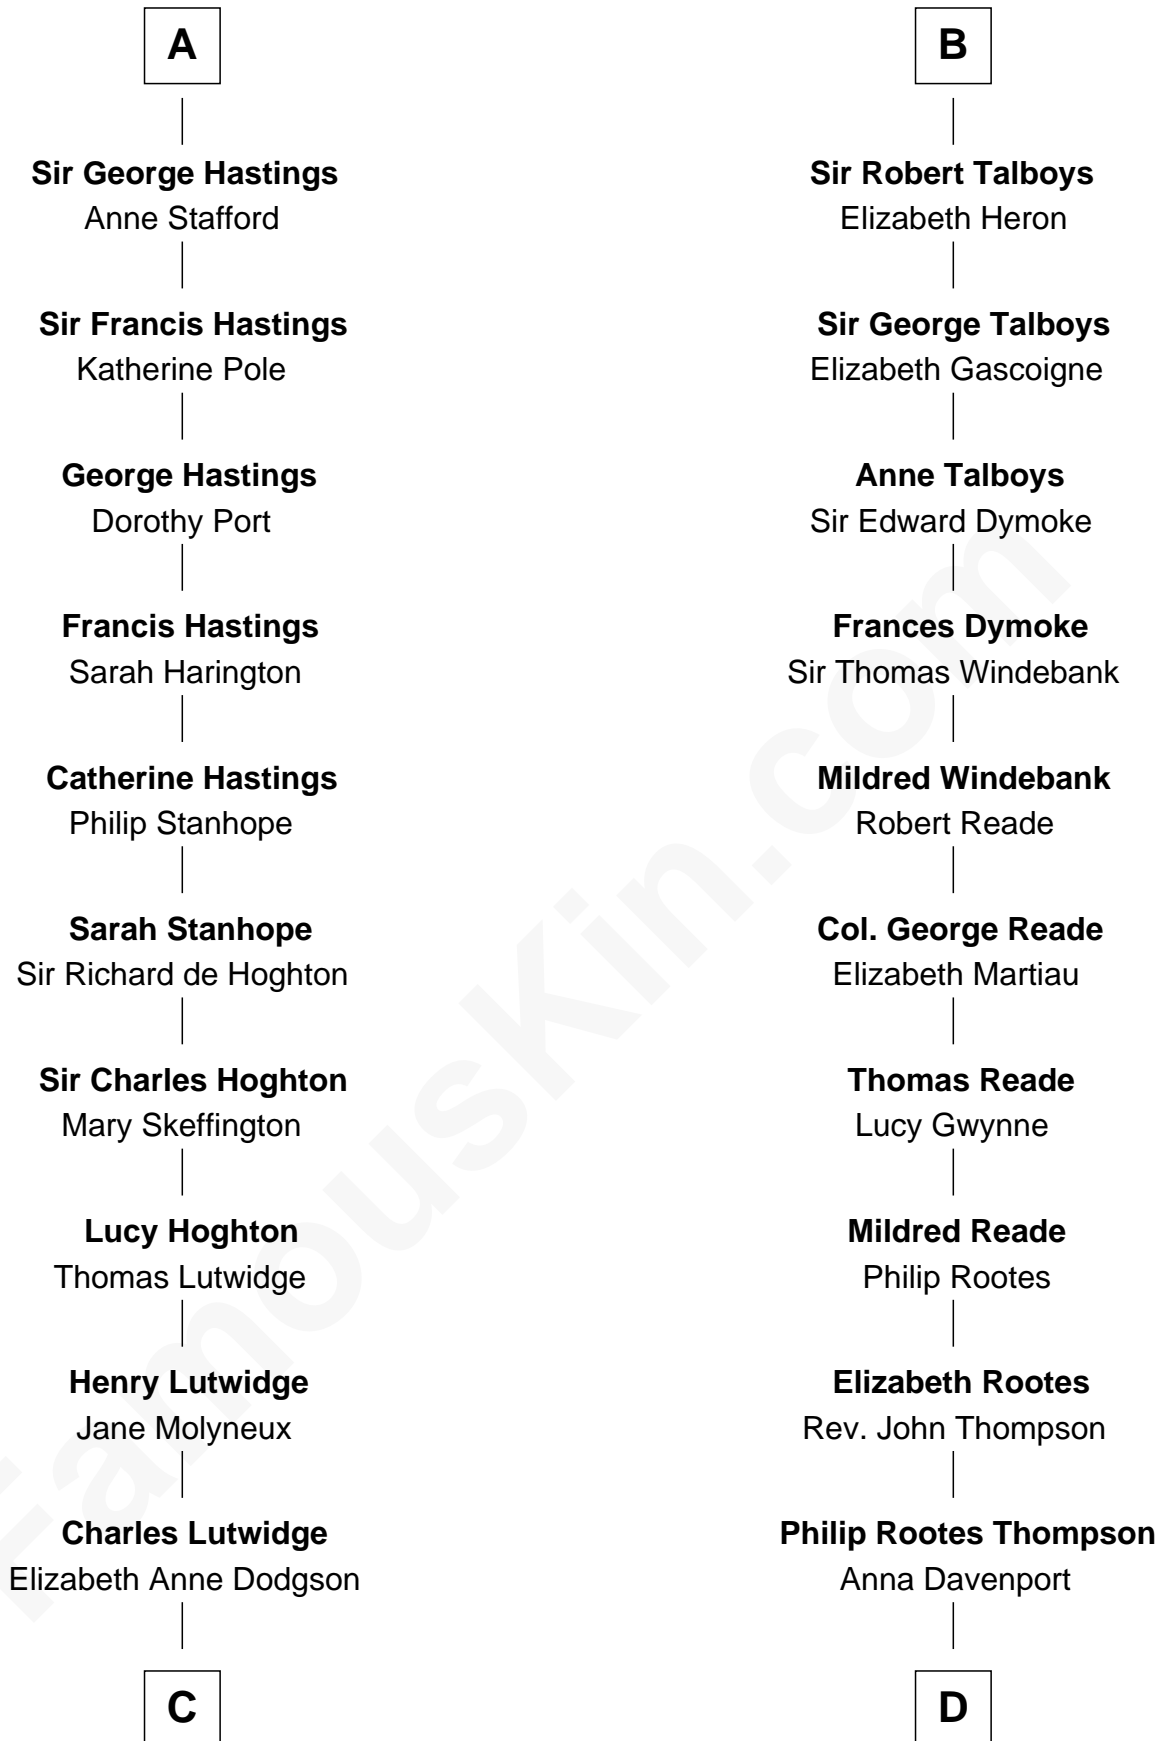 A
Sir George Hastings
Anne Stafford
Sir Francis Hastings
Katherine Pole
George Hastings
Dorothy Port
Francis Hastings
Sarah Harington
Catherine Hastings
Philip Stanhope
Sarah Stanhope
Sir Richard de Hoghton
Sir Charles Hoghton
Mary Skeffington
Lucy Hoghton
Thomas Lutwidge
Henry Lutwidge
Jane Molyneux
Charles Lutwidge
Elizabeth Anne Dodgson
C
B
Sir Robert Talboys
Elizabeth Heron
Sir George Talboys
Elizabeth Gascoigne
Anne Talboys
Sir Edward Dymoke
Frances Dymoke
Sir Thomas Windebank
Mildred Windebank
Robert Reade
Col. George Reade
Elizabeth Martiau
Thomas Reade
Lucy Gwynne
Mildred Reade
Philip Rootes
Elizabeth Rootes
Rev. John Thompson
Philip Rootes Thompson
Anna Davenport
D
FamousKin.com